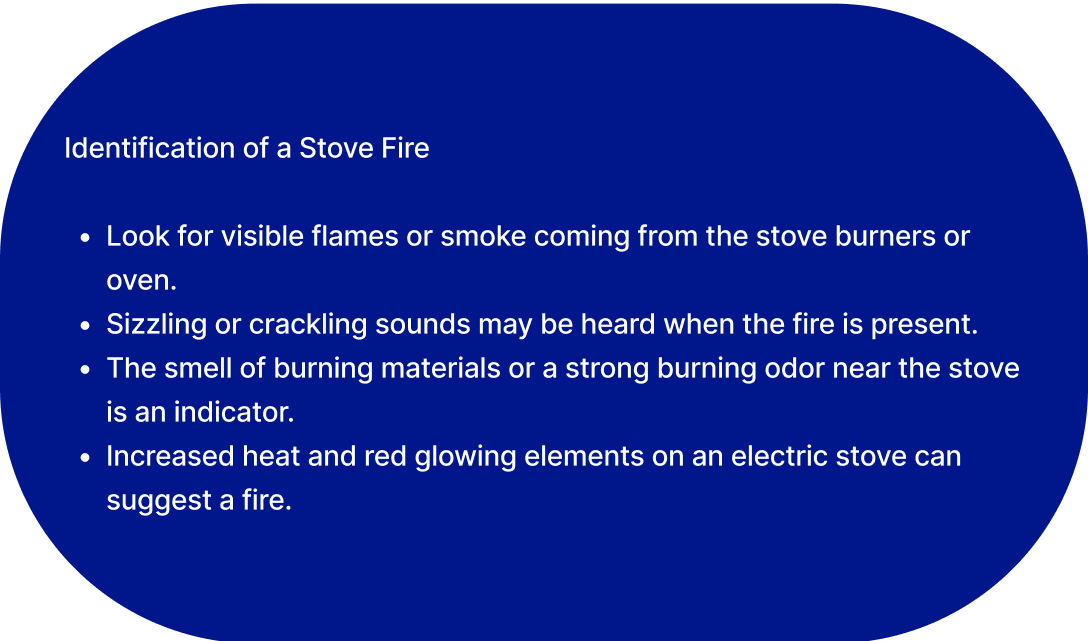 Identification of a Stove Fire
• Look for visible flames or smoke coming from the stove burners or
oven.
• Sizzling or crackling sounds may be heard when the fire is present.
• The smell of burning materials or a strong burning odor near the stove
is an indicator.
• Increased heat and red glowing elements on an electric stove can
suggest a fire.